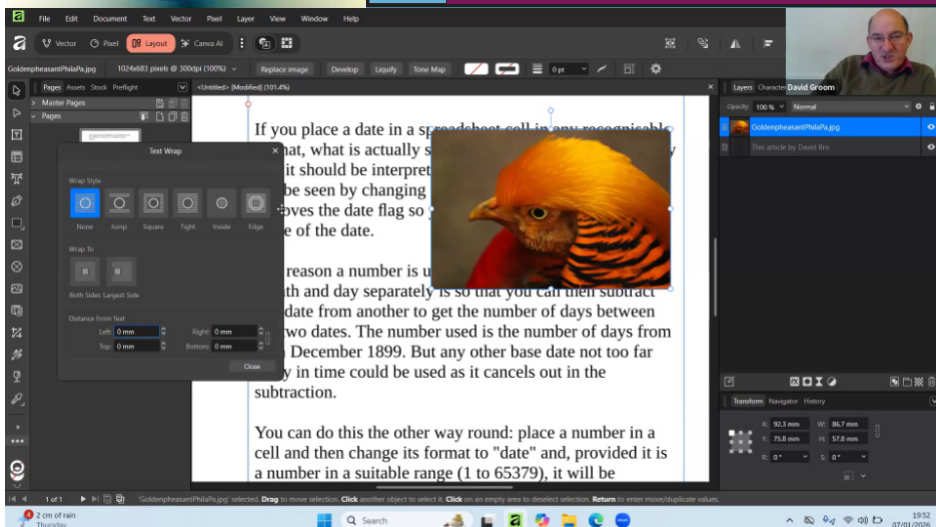 File Edit Document Text Vector Pixel Layer View Window Help
Vector Pixel Layout Canva AI
GoldenpheasantPhilaPa.jpg 1024x683 pixels @ 300dpi (100%) Replace image Develop Liquify Tone Map 0 pt
Pages Assets Stock Preflight
Master Pages
Pages
<Untitled> [Modified] (101.4%)
Text Wrap
Wrap Style
None Jump Square Tight Inside Edge
Wrap To
Both Sides Largest Side
Distance From Text
Left: 0 mm Right: 0 mm
Top: 0 mm Bottom: 0 mm
Close
If you place a date in a spreadsheet cell in any recognisable
hat, what is actually s
it should be interpret
be seen by changing
oves the date flag so
e of the date.
reason a number is u
th and day separately is so that you can then subtract
date from another to get the number of days between
two dates. The number used is the number of days from
December 1899. But any other base date not too far
y in time could be used as it cancels out in the
subtraction.
You can do this the other way round: place a number in a
cell and then change its format to "date" and, provided it is
a number in a suitable range (1 to 65379), it will be
David Groom
Layers Character
Opacity: 100 % Normal
GoldenpheasantPhilaPa.jpg
This article by David Bro
Transform Navigator History
X: 92.3 mm W: 86.7 mm
Y: 75.8 mm H: 57.8 mm
R: 0° S: 0°
1 of 1 'GoldenpheasantPhilaPa.jpg' selected. Drag to move selection. Click another object to select it. Click on an empty area to deselect selection. Return to enter move/duplicate values.
2 cm of rain
Thursday
Search
19:52
07/01/2026